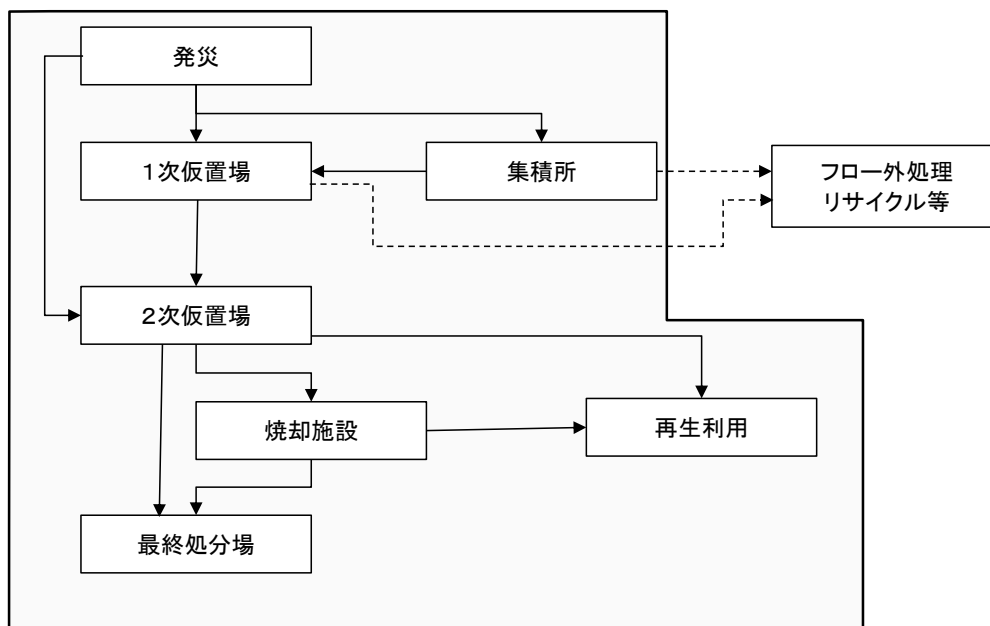 発災
１次仮置場
集積所
フロー外処理
リサイクル等
２次仮置場
焼却施設
再生利用
最終処分場